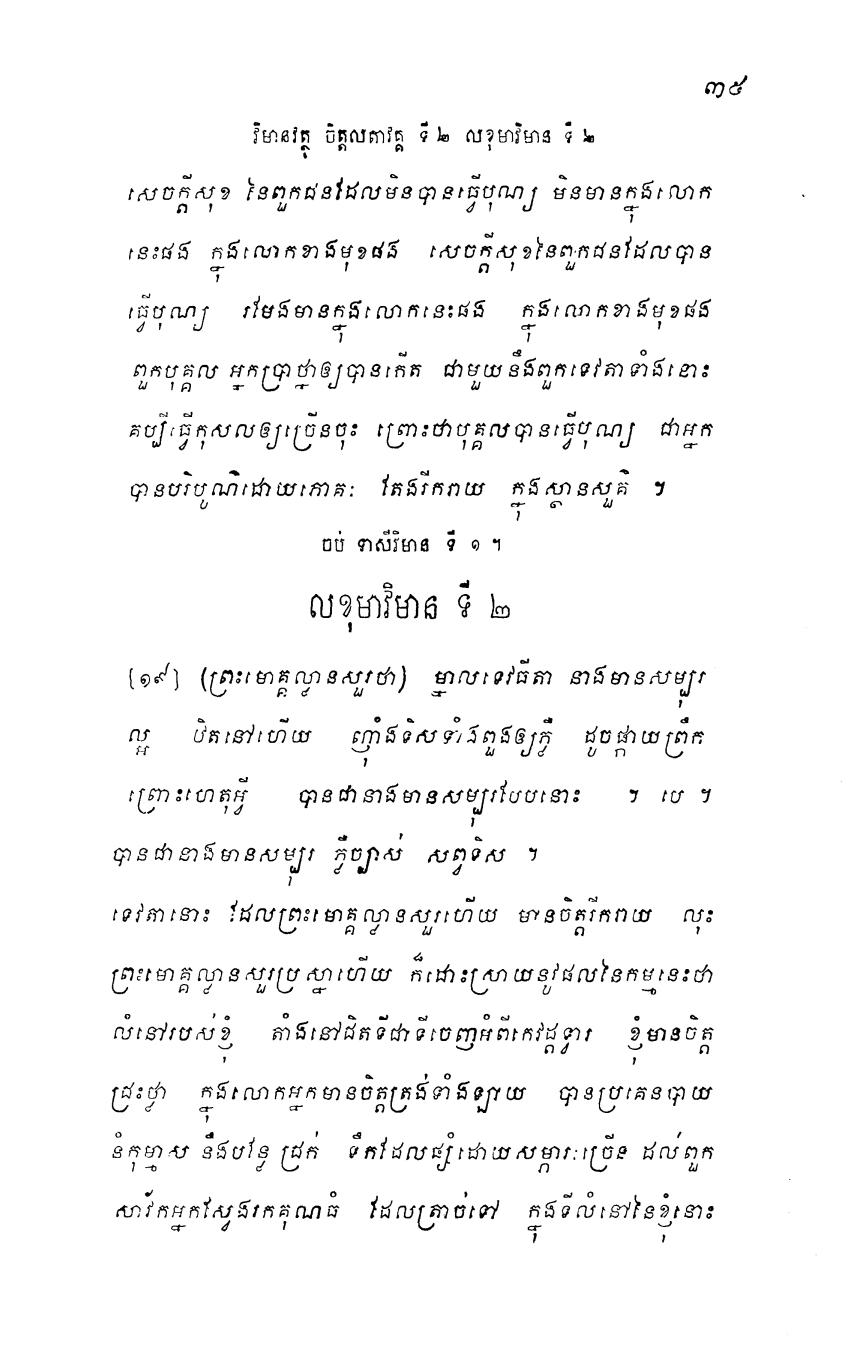 ៣៥
វិមានវត្ថុ ចិត្តលតាវគ្គ ទី ២ លខុមាវិមាន ទី ២
សេចក្តីសុខ នៃពួកជនដែលមិនបានធ្វើបុណ្យ មិនមានក្នុងលោក
នេះផង ក្នុងលោកខាងមុខផង សេចក្តីសុខនៃពួកជនដែលបាន
ធ្វើបុណ្យ រមែងមានក្នុងលោកនេះផង ក្នុងលោកខាងមុខផង
ពួកបុគ្គល អ្នកប្រាថ្នាឲ្យបានកើត ជាមួយនឹងពួកទេវតាទាំងនោះ
គប្បីធ្វើកុសលឲ្យច្រើនចុះ ព្រោះថាបុគ្គលបានធ្វើបុណ្យ ជាអ្នក
បានបរិបូណ៌ដោយភោគៈ តែងរីករាយ ក្នុងស្ថានសួគ៌ ។
ចប់ ទាសីវិមាន ទី ១ ។
លខុមាវិមាន ទី ២
[១៩] (ព្រះមោគ្គល្លានសួរថា) ម្នាលទេវធីតា នាងមានសម្បុរ
ល្អ ឋិតនៅហើយ ញ៉ាំងទិសទាំងពួងឲ្យភ្លឺ ដូចផ្កាយព្រឹក
ព្រោះហេតុអ្វី បានជានាងមានសម្បុរបែបនោះ ។ បេ ។
បានជានាងមានសម្បុរ ភ្លឺច្បាស់ សព្វទិស ។
ទេវតានោះ ដែលព្រះមោគ្គល្លានសួរហើយ មានចិត្តរីករាយ លុះ
ព្រះមោគ្គល្លានសួរប្រស្នាហើយ ក៏ដោះស្រាយនូវផលនៃកម្មនេះថា
លំនៅរបស់ខ្ញុំ តាំងនៅជិតទីជាទីចេញអំពីកេវដ្តទ្វារ ខ្ញុំមានចិត្ត
ជ្រះថ្លា ក្នុងលោកអ្នកមានចិត្តត្រង់ទាំងឡាយ បានប្រគេនបាយ
នំកុម្មាស នឹងបន្លែ ជ្រក់ ទឹកដែលផ្សំដោយសម្ភារៈច្រើន ដល់ពួក
សាវ័កអ្នកស្វែងរកគុណធំ ដែលត្រាច់ទៅ ក្នុងទីលំនៅនៃខ្ញុំនោះ